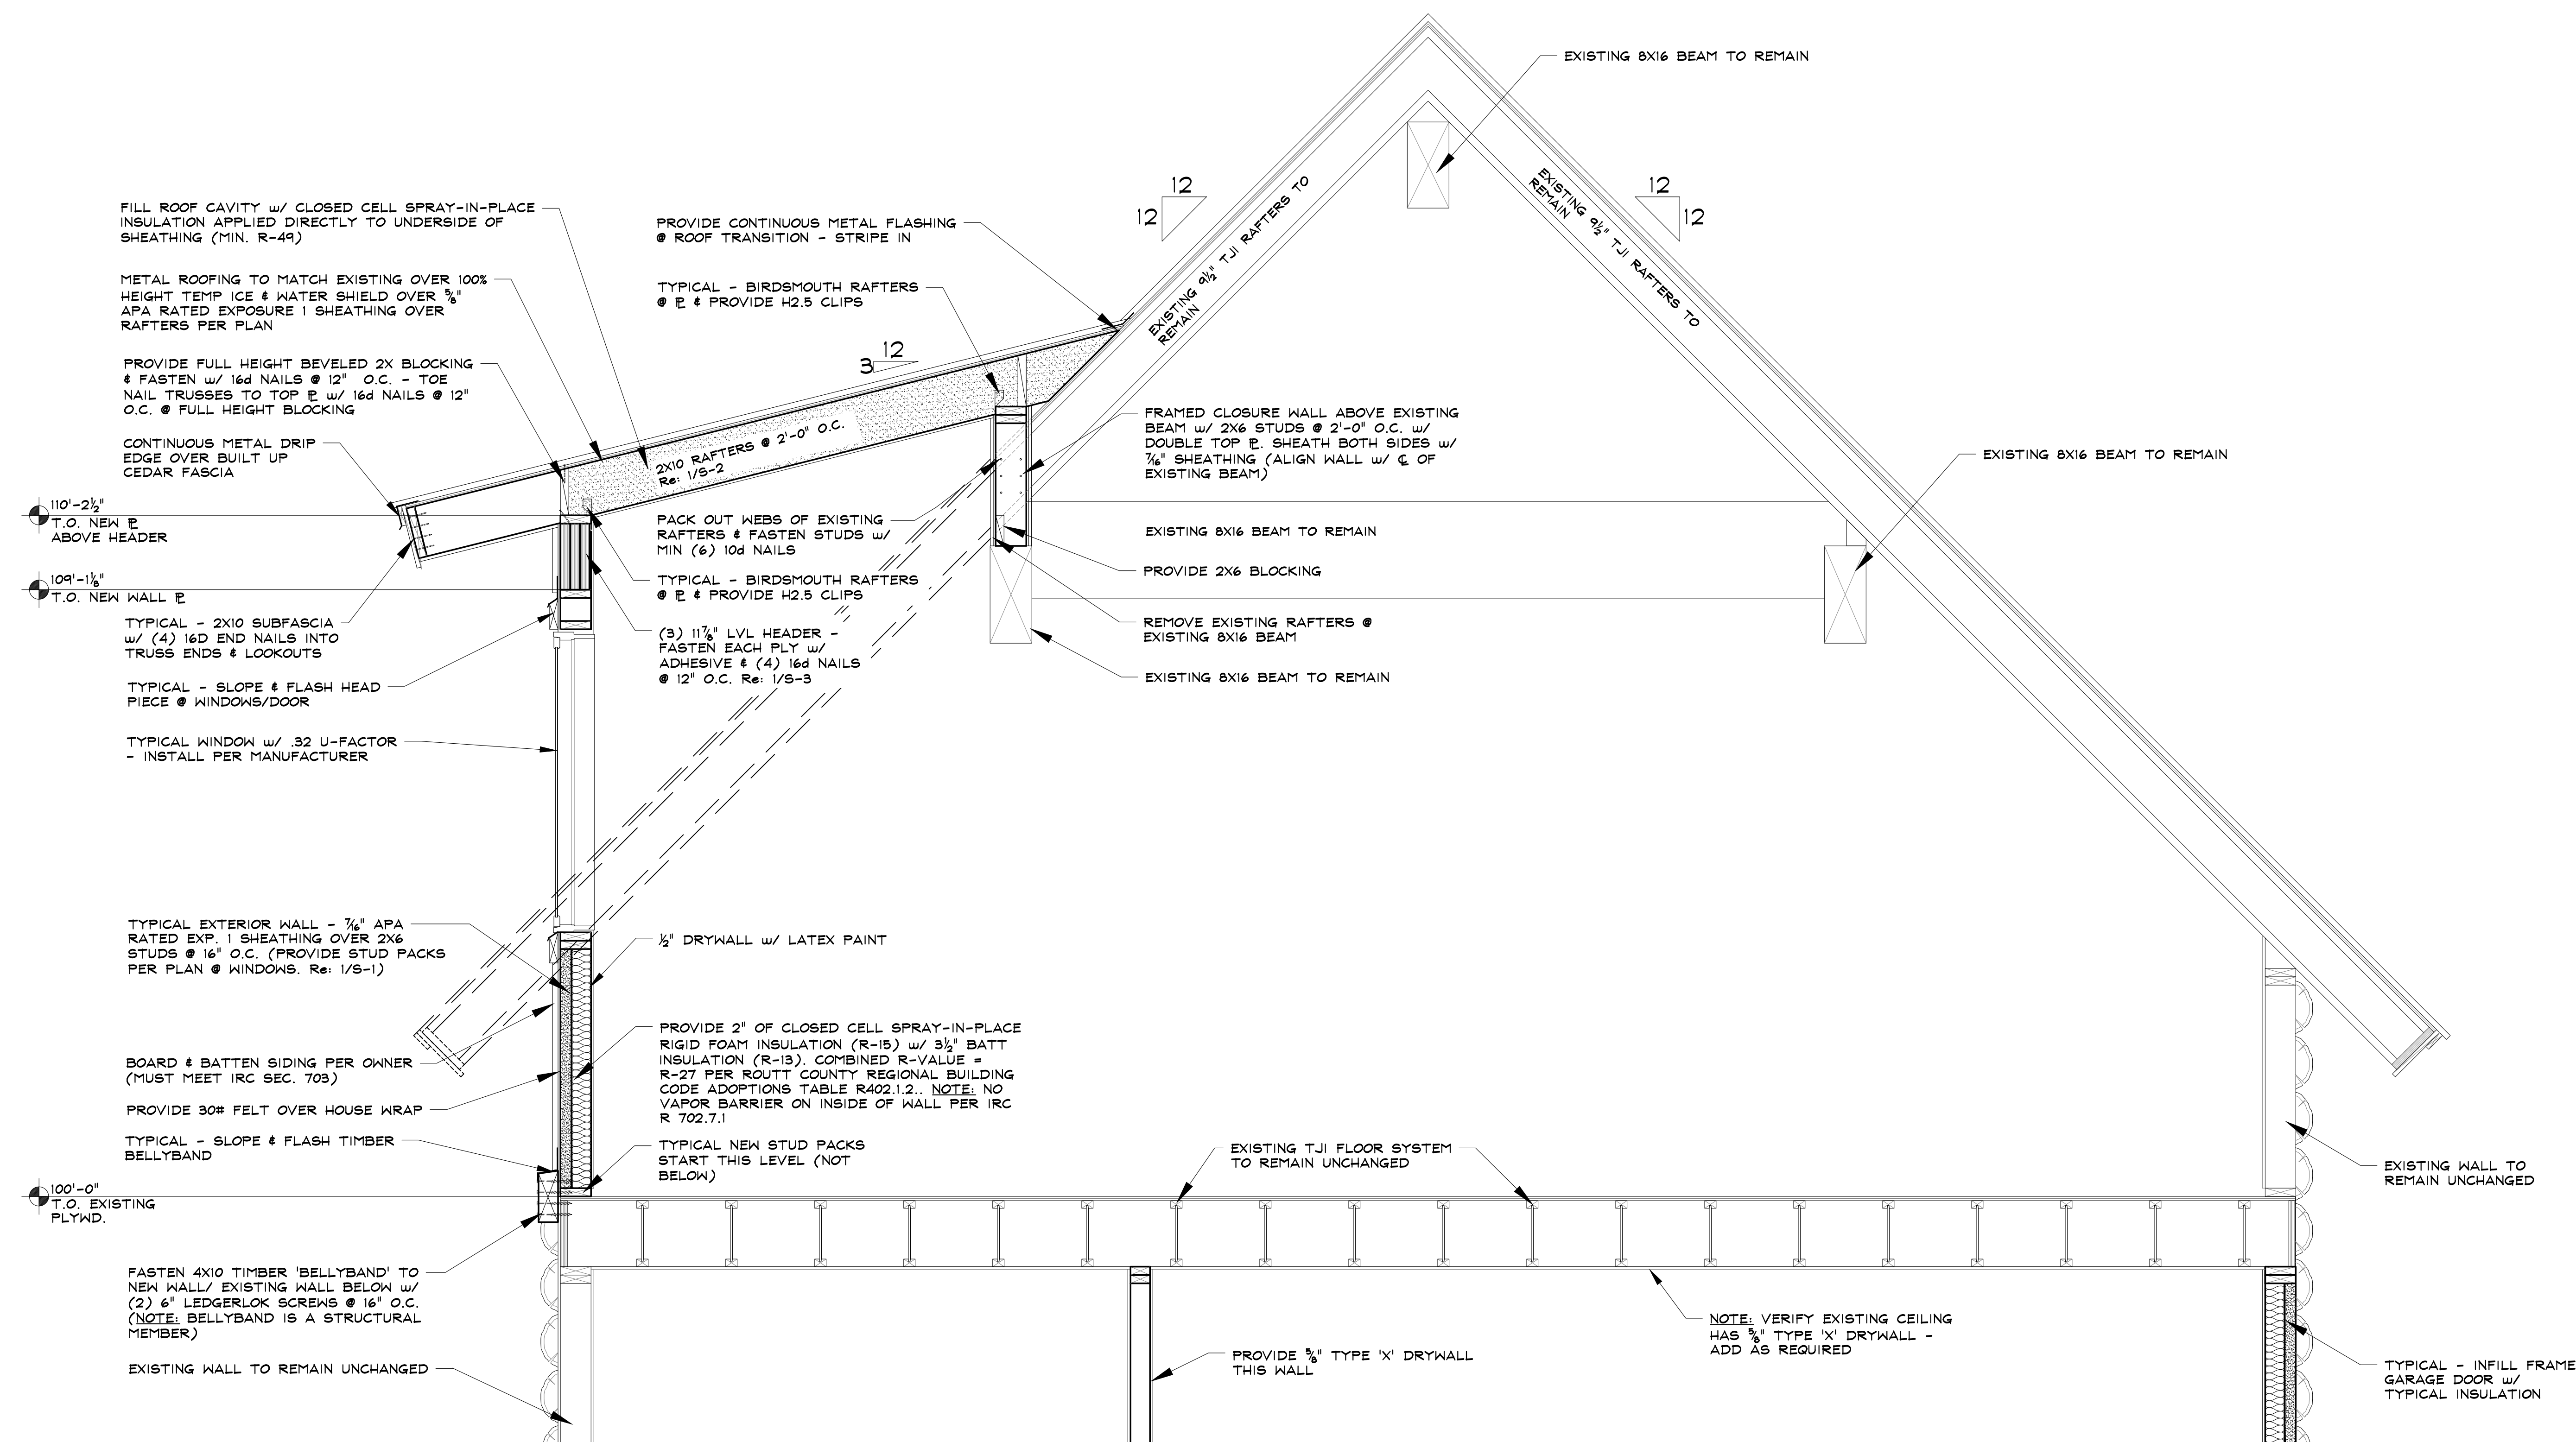 EXISTING 8X16 BEAM TO REMAIN
12
12
12
12
EXISTING 9½" TJI RAFTERS TO
REMAIN
EXISTING 9½" TJI RAFTERS TO
REMAIN
FILL ROOF CAVITY w/ CLOSED CELL SPRAY-IN-PLACE
INSULATION APPLIED DIRECTLY TO UNDERSIDE OF
SHEATHING (MIN. R-49)
PROVIDE CONTINUOUS METAL FLASHING
@ ROOF TRANSITION - STRIPE IN
METAL ROOFING TO MATCH EXISTING OVER 100%
HEIGHT TEMP ICE & WATER SHIELD OVER ⅝"
APA RATED EXPOSURE 1 SHEATHING OVER
RAFTERS PER PLAN
TYPICAL - BIRDSMOUTH RAFTERS
@ PL & PROVIDE H2.5 CLIPS
12
3
PROVIDE FULL HEIGHT BEVELED 2X BLOCKING
& FASTEN w/ 16d NAILS @ 12" O.C. - TOE
NAIL TRUSSES TO TOP PL w/ 16d NAILS @ 12"
O.C. @ FULL HEIGHT BLOCKING
2X10 RAFTERS @ 2'-0" O.C.
Re: 1/S-2
FRAMED CLOSURE WALL ABOVE EXISTING
BEAM w/ 2X6 STUDS @ 2'-0" O.C. w/
DOUBLE TOP PL. SHEATH BOTH SIDES w/
7/16" SHEATHING (ALIGN WALL w/ CL OF
EXISTING BEAM)
CONTINUOUS METAL DRIP
EDGE OVER BUILT UP
CEDAR FASCIA
EXISTING 8X16 BEAM TO REMAIN
110'-2½"
T.O. NEW PL
ABOVE HEADER
PACK OUT WEBS OF EXISTING
RAFTERS & FASTEN STUDS w/
MIN (6) 10d NAILS
EXISTING 8X16 BEAM TO REMAIN
109'-1⅛"
T.O. NEW WALL PL
TYPICAL - BIRDSMOUTH RAFTERS
@ PL & PROVIDE H2.5 CLIPS
PROVIDE 2X6 BLOCKING
TYPICAL - 2X10 SUBFASCIA
w/ (4) 16D END NAILS INTO
TRUSS ENDS & LOOKOUTS
(3) 11⅞" LVL HEADER -
FASTEN EACH PLY w/
ADHESIVE & (4) 16d NAILS
@ 12" O.C. Re: 1/S-3
REMOVE EXISTING RAFTERS @
EXISTING 8X16 BEAM
EXISTING 8X16 BEAM TO REMAIN
TYPICAL - SLOPE & FLASH HEAD
PIECE @ WINDOWS/DOOR
TYPICAL WINDOW w/ .32 U-FACTOR
- INSTALL PER MANUFACTURER
TYPICAL EXTERIOR WALL - 7/16" APA
RATED EXP. 1 SHEATHING OVER 2X6
STUDS @ 16" O.C. (PROVIDE STUD PACKS
PER PLAN @ WINDOWS. Re: 1/S-1)
½" DRYWALL w/ LATEX PAINT
BOARD & BATTEN SIDING PER OWNER
(MUST MEET IRC SEC. 703)
PROVIDE 2" OF CLOSED CELL SPRAY-IN-PLACE
RIGID FOAM INSULATION (R-15) w/ 3½" BATT
INSULATION (R-13). COMBINED R-VALUE =
R-27 PER ROUTT COUNTY REGIONAL BUILDING
CODE ADOPTIONS TABLE R402.1.2.. NOTE: NO
VAPOR BARRIER ON INSIDE OF WALL PER IRC
R 702.7.1
PROVIDE 30# FELT OVER HOUSE WRAP
TYPICAL - SLOPE & FLASH TIMBER
BELLYBAND
TYPICAL NEW STUD PACKS
START THIS LEVEL (NOT
BELOW)
EXISTING TJI FLOOR SYSTEM
TO REMAIN UNCHANGED
EXISTING WALL TO
REMAIN UNCHANGED
100'-0"
T.O. EXISTING
PLYWD.
FASTEN 4X10 TIMBER 'BELLYBAND' TO
NEW WALL/ EXISTING WALL BELOW w/
(2) 6" LEDGERLOK SCREWS @ 16" O.C.
(NOTE: BELLYBAND IS A STRUCTURAL
MEMBER)
NOTE: VERIFY EXISTING CEILING
HAS ⅝" TYPE 'X' DRYWALL -
ADD AS REQUIRED
EXISTING WALL TO REMAIN UNCHANGED
PROVIDE ⅝" TYPE 'X' DRYWALL
THIS WALL
TYPICAL - INFILL FRAME
GARAGE DOOR w/
TYPICAL INSULATION